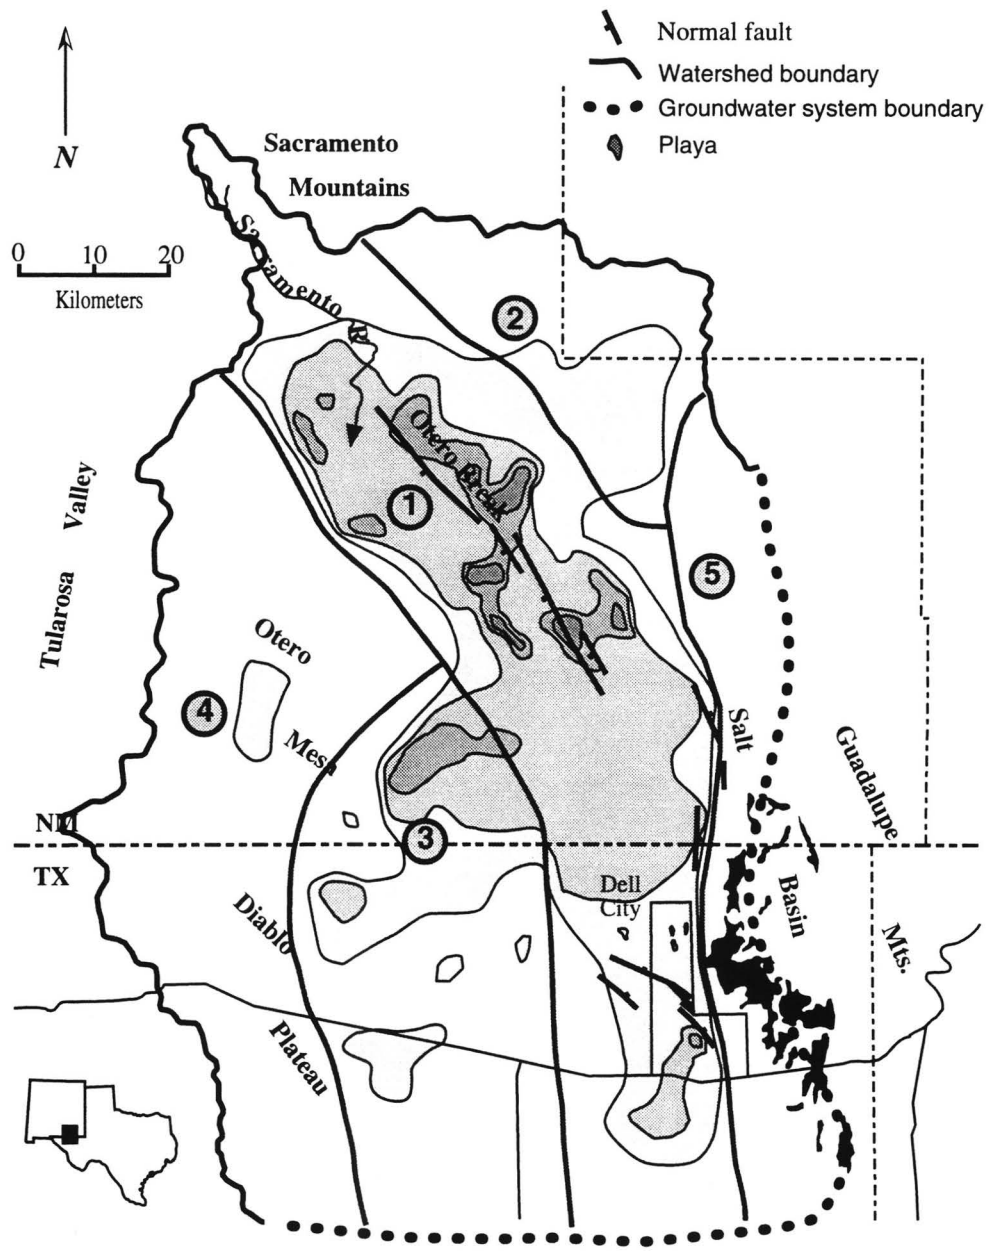 Normal fault
Watershed boundary
Groundwater system boundary
Playa
N
Sacramento
Mountains
0 10 20
Kilometers
Sacramento R
2
Otero Break
1
Tularosa Valley
5
Otero
Mesa
4
Salt
Basin
Guadalupe
Mts.
NM
3
TX
Dell
City
Diablo
Plateau